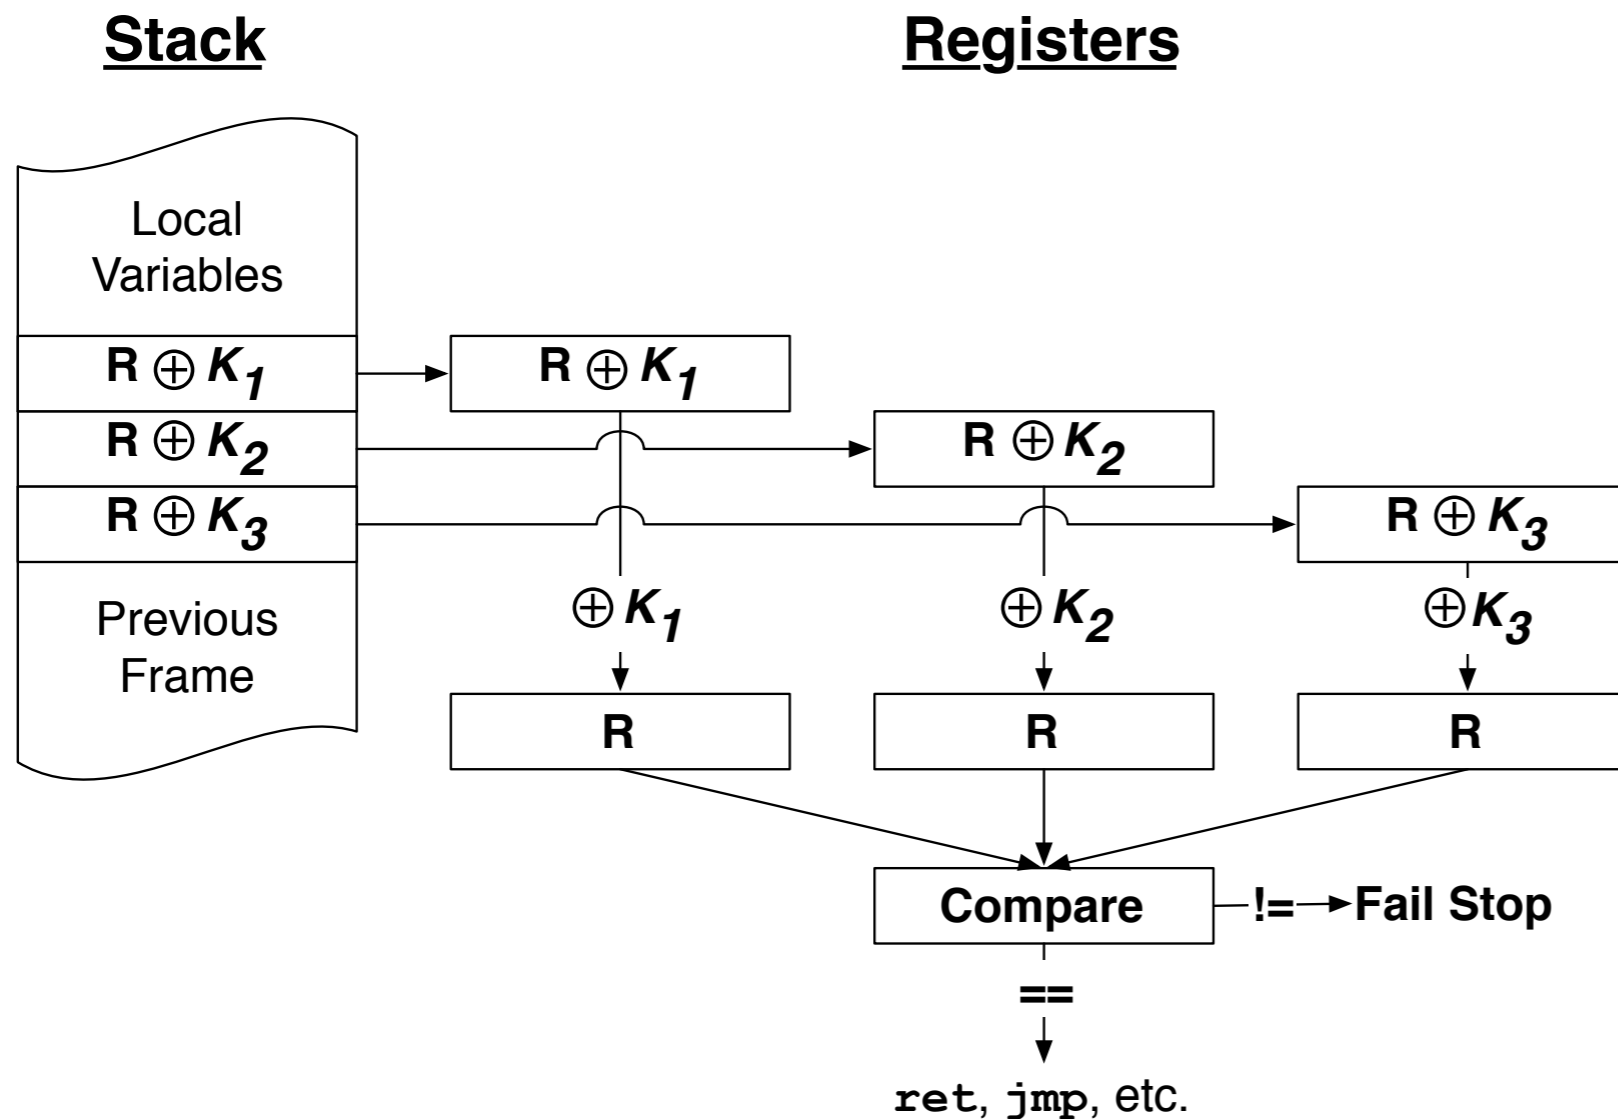 Stack
Registers
Local
Variables
R ⊕ K1
R ⊕ K2
R ⊕ K3
Previous
Frame
R ⊕ K1
R ⊕ K2
R ⊕ K3
⊕ K1
⊕ K2
⊕ K3
R
R
R
Compare
!=
Fail Stop
==
ret, jmp, etc.